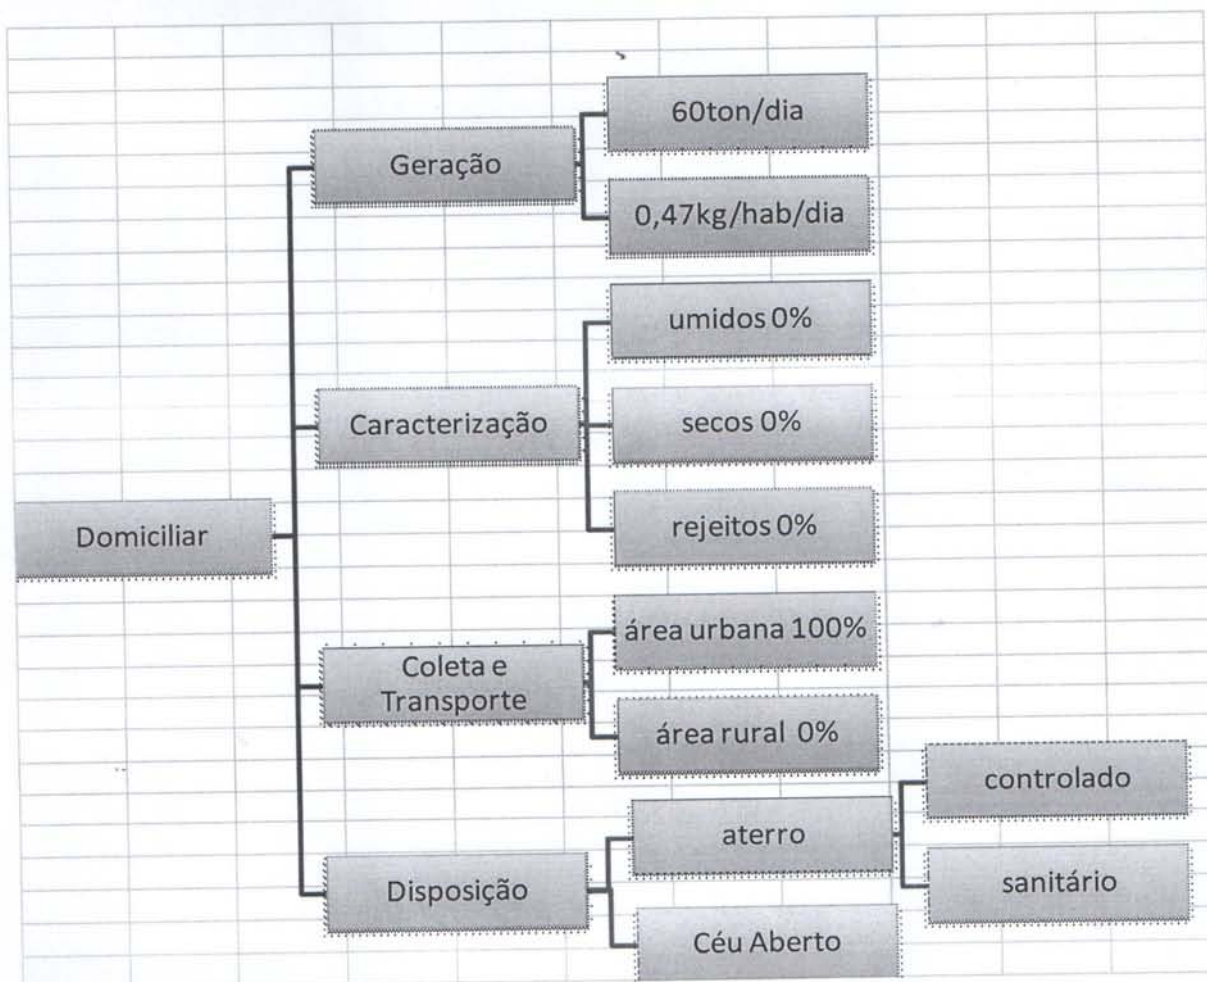 60ton/dia
Geração
0,47kg/hab/dia
umidos 0%
Caracterização
secos 0%
rejeitos 0%
Domiciliar
área urbana 100%
Coleta e
Transporte
área rural 0%
controlado
aterro
Disposição
sanitário
Céu Aberto